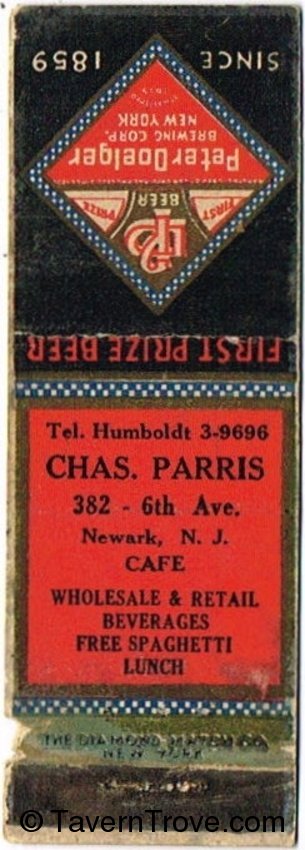 SINCE 1859
Peter Doelger
BREWING CORP.
NEW YORK
FIRST PRIZE
BEER
FIRST PRIZE BEER
Tel. Humboldt 3-9696
CHAS. PARRIS
382 - 6th Ave.
Newark, N. J.
CAFE
WHOLESALE & RETAIL
BEVERAGES
FREE SPAGHETTI
LUNCH
THE DIAMOND MATCH CO.
NEW YORK
© TavernTrove.com